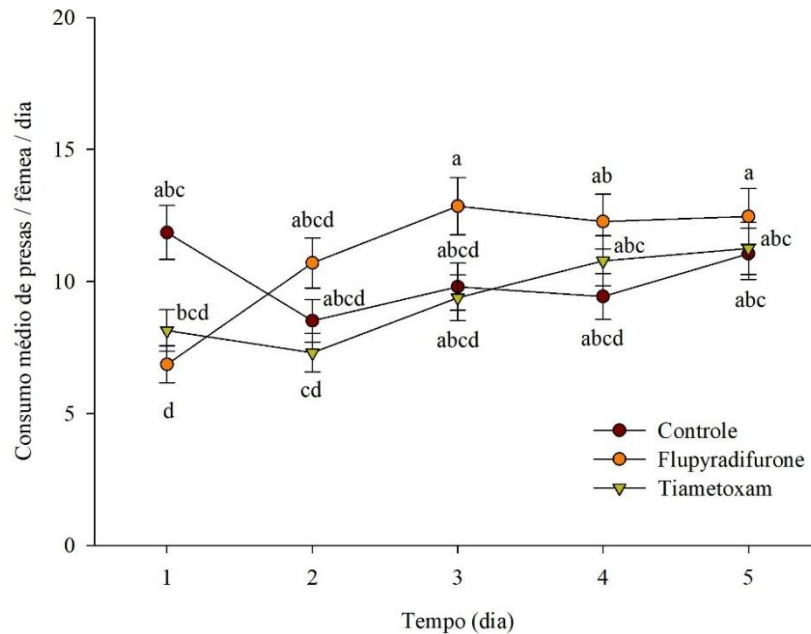 20
15
10
5
0
Consumo médio de presas / fêmea / dia
abc
bcd
d
abcd
abcd
cd
a
abcd
abcd
ab
abc
abcd
a
abc
abc
Controle
Flupyradifurone
Tiametoxam
1 2 3 4 5
Tempo (dia)